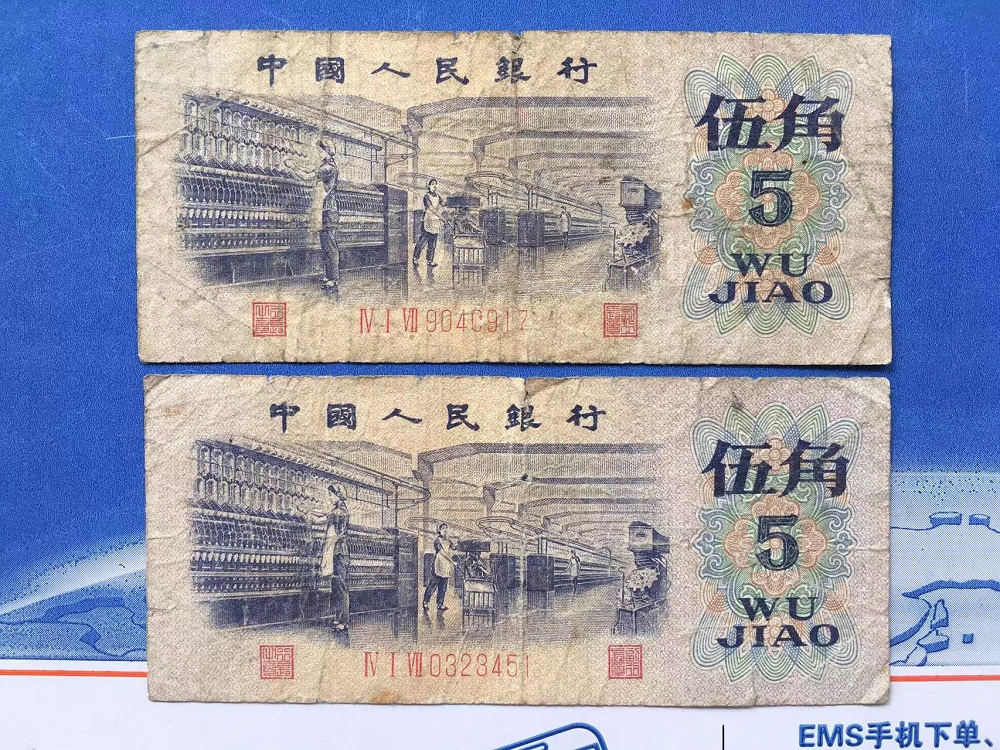 中國人民銀行
伍角
5
WU
JIAO
Ⅳ Ⅰ Ⅶ 904C917
中國人民銀行
伍角
5
WU
JIAO
Ⅳ Ⅰ Ⅶ 0323451
EMS手机下单、